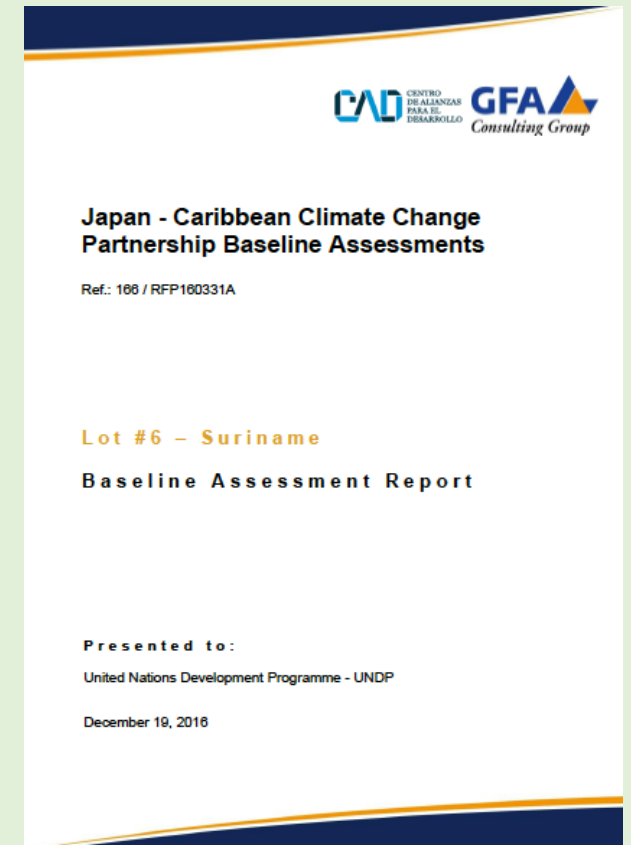 CAD
CENTRO
DE ALIANZAS
PARA EL
DESARROLLO
GFA
Consulting Group
Japan - Caribbean Climate Change
Partnership Baseline Assessments
Ref.: 166 / RFP160331A
Lot #6 – Suriname
Baseline Assessment Report
Presented to:
United Nations Development Programme - UNDP
December 19, 2016